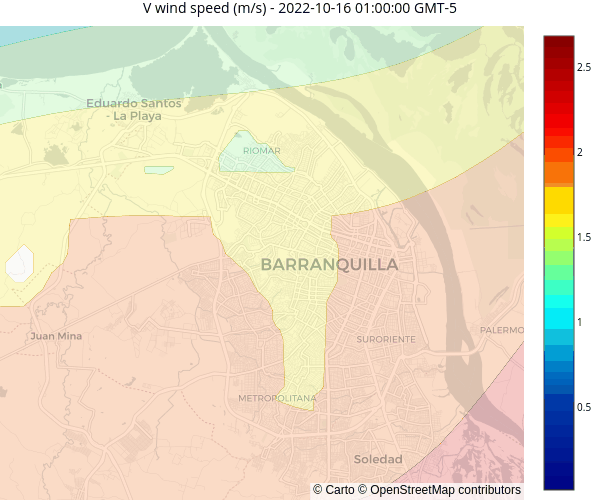 V wind speed (m/s) - 2022-10-16 01:00:00 GMT-5
2.5
Eduardo Santos
- La Playa
RIOMAR
2
1.5
BARRANQUILLA
Juan Mina
SURORIENTE
PALERMO
1
METROPOLITANA
0.5
Soledad
© Carto © OpenStreetMap contributors